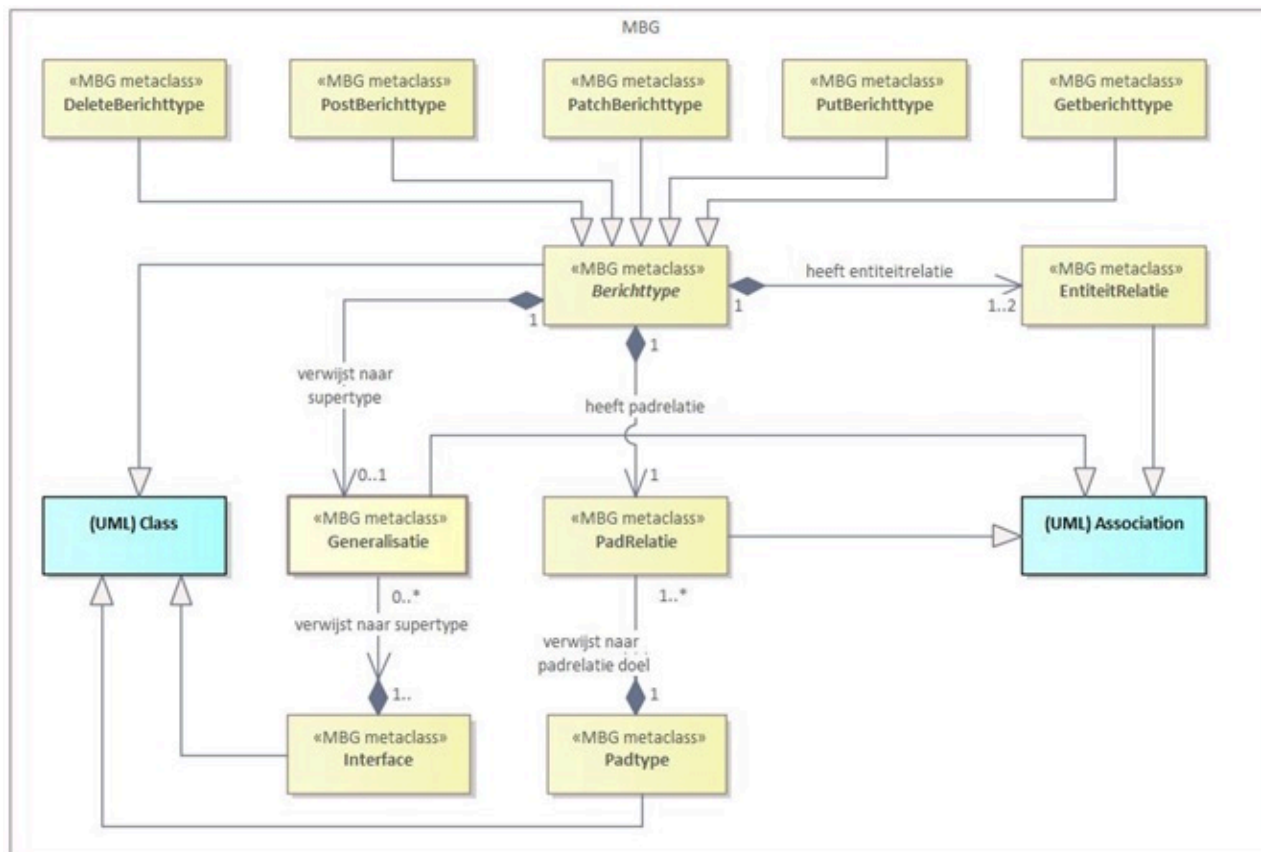 MBG
«MBG metaclass»
DeleteBerichttype
«MBG metaclass»
PostBerichttype
«MBG metaclass»
PatchBerichttype
«MBG metaclass»
PutBerichttype
«MBG metaclass»
Getberichttype
«MBG metaclass»
Berichttype
heeft entiteitrelatie
«MBG metaclass»
EntiteitRelatie
1
1
1..2
1
verwijst naar
supertype
heeft padrelatie
0..1
1
(UML) Class
«MBG metaclass»
Generalisatie
«MBG metaclass»
PadRelatie
(UML) Association
0..*
1..*
verwijst naar supertype
verwijst naar
padrelatie doel
1..
1
«MBG metaclass»
Interface
«MBG metaclass»
Padtype